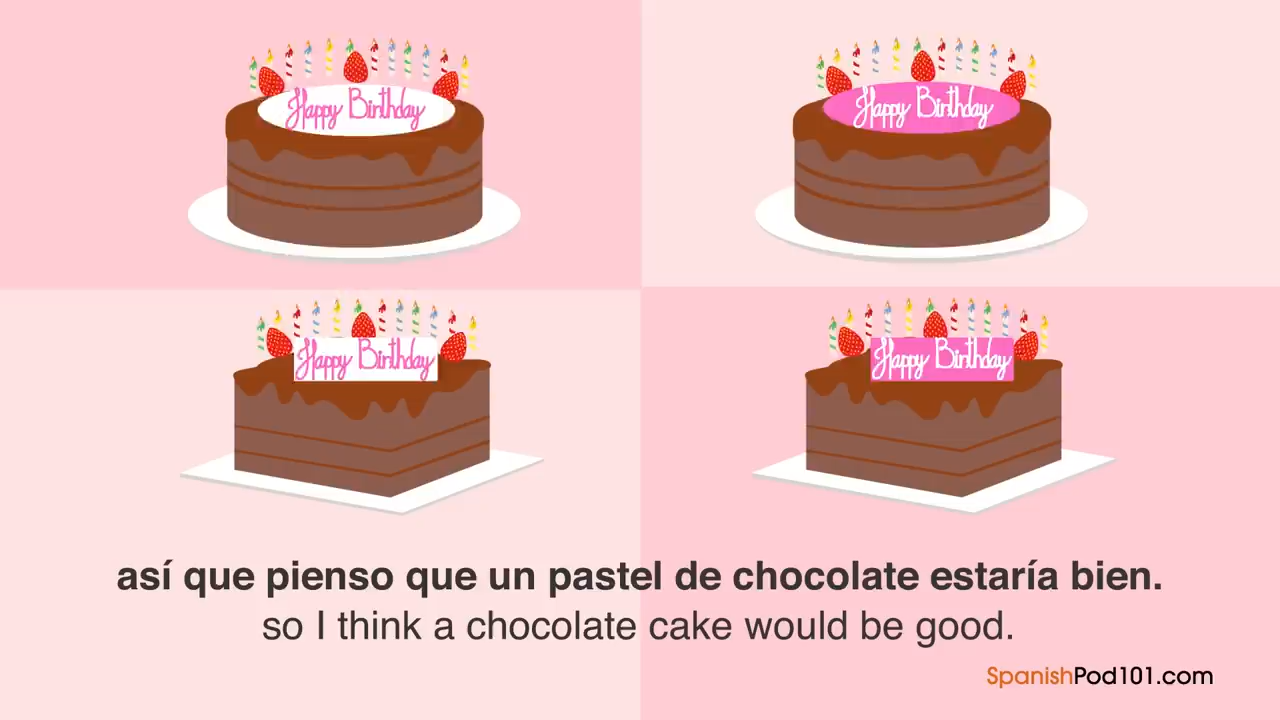 Happy Birthday
Happy Birthday
Happy Birthday
Happy Birthday
así que pienso que un pastel de chocolate estaría bien.
so I think a chocolate cake would be good.
SpanishPod101.com